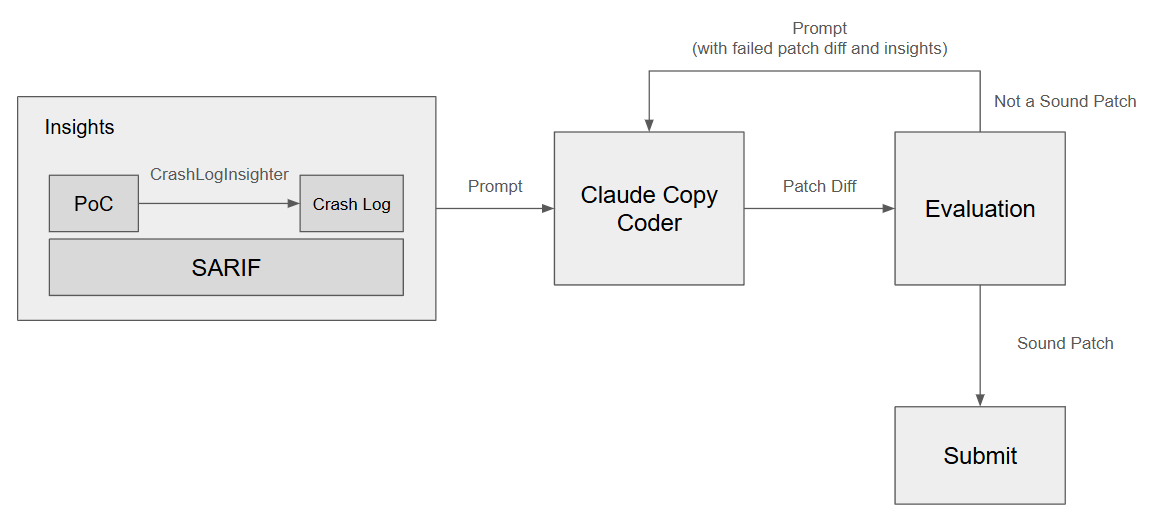 Prompt
(with failed patch diff and insights)
Not a Sound Patch
Insights
CrashLogInsighter
PoC
Crash Log
SARIF
Prompt
Claude Copy
Coder
Patch Diff
Evaluation
Sound Patch
Submit